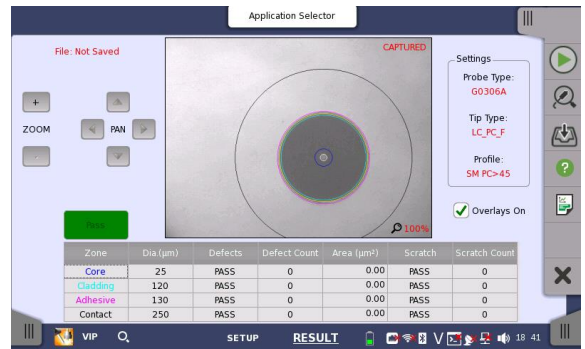 Application Selector
File: Not Saved
CAPTURED
Settings
Probe Type:
G0306A
Tip Type:
LC_PC_F
Profile:
SM PC>45
+
ZOOM
PAN
-
Overlays On
100%
Pass
Zone Dia.(µm) Defects Defect Count Area (µm²) Scratch Scratch Count
Core 25 PASS 0 0.00 PASS 0
Cladding 120 PASS 0 0.00 PASS 0
Adhesive 130 PASS 0 0.00 PASS 0
Contact 250 PASS 0 0.00 PASS 0
VIP SETUP RESULT 18 41